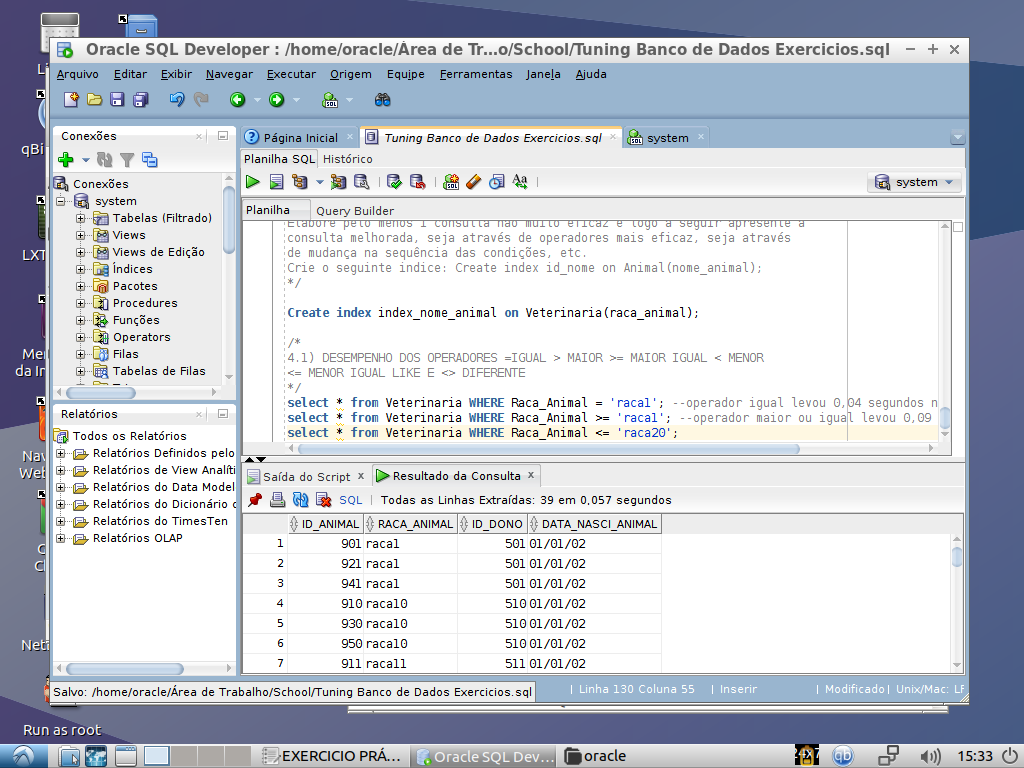 Oracle SQL Developer : /home/oracle/Área de Tr...o/School/Tuning Banco de Dados Exercicios.sql
Arquivo Editar Exibir Navegar Executar Origem Equipe Ferramentas Janela Ajuda
Conexões
Conexões
system
Tabelas (Filtrado)
Views
Views de Edição
Índices
Pacotes
Procedures
Funções
Operators
Filas
Tabelas de Filas
Relatórios
Todos os Relatórios
Relatórios Definidos pelo
Relatórios de View Analíti
Relatórios do Data Model
Relatórios do Dicionário d
Relatórios do TimesTen
Relatórios OLAP
Página Inicial
Tuning Banco de Dados Exercicios.sql
system
Planilha SQL Histórico
system
Planilha Query Builder
Elabore pelo menos 1 consulta não muito eficaz e logo a seguir apresente a
consulta melhorada, seja através de operadores mais eficaz, seja através
de mudança na sequência das condições, etc.
Crie o seguinte indice: Create index id_nome on Animal(nome_animal);
*/
Create index index_nome_animal on Veterinaria(raca_animal);
/*
4.1) DESEMPENHO DOS OPERADORES =IGUAL > MAIOR >= MAIOR IGUAL < MENOR
<= MENOR IGUAL LIKE E <> DIFERENTE
*/
select * from Veterinaria WHERE Raca_Animal = 'raca1'; --operador igual levou 0,04 segundos n
select * from Veterinaria WHERE Raca_Animal >= 'raca1'; --operador maior ou igual levou 0,09
select * from Veterinaria WHERE Raca_Animal <= 'raca20';
Saída do Script x Resultado da Consulta x
SQL | Todas as Linhas Extraídas: 39 em 0,057 segundos
ID_ANIMAL RACA_ANIMAL ID_DONO DATA_NASCI_ANIMAL
1 901 raca1 501 01/01/02
2 921 raca1 501 01/01/02
3 941 raca1 501 01/01/02
4 910 raca10 510 01/01/02
5 930 raca10 510 01/01/02
6 950 raca10 510 01/01/02
7 911 raca11 511 01/01/02
Salvo: /home/oracle/Área de Trabalho/School/Tuning Banco de Dados Exercicios.sql
| Linha 130 Coluna 55 | Inserir | Modificado | Unix/Mac: LF
qBi
LXT
Me
da In
Na
Web
Net
Run as root
EXERCICIO PRÁ...
Oracle SQL Dev...
oracle
24x7
qb
15:33